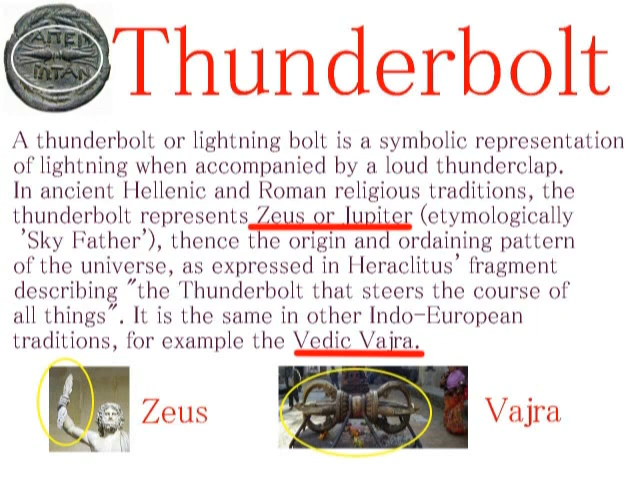 ΑΠΕΙ
ΡΩΤΑΝ
Thunderbolt
A thunderbolt or lightning bolt is a symbolic representation
of lightning when accompanied by a loud thunderclap.
In ancient Hellenic and Roman religious traditions, the
thunderbolt represents Zeus or Jupiter (etymologically
'Sky Father'), thence the origin and ordaining pattern
of the universe, as expressed in Heraclitus' fragment
describing "the Thunderbolt that steers the course of
all things". It is the same in other Indo-European
traditions, for example the Vedic Vajra.
Zeus
Vajra